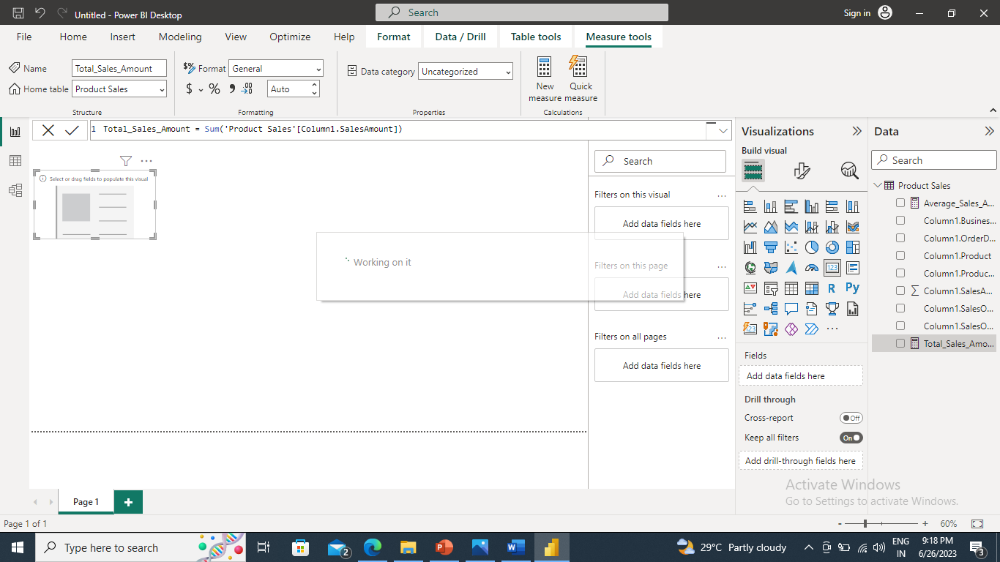 Untitled - Power BI Desktop
Search
Sign in
File Home Insert Modeling View Optimize Help Format Data / Drill Table tools Measure tools
Name Total_Sales_Amount
Home table Product Sales
Structure
$% Format General
$ % 9 .00 Auto
Formatting
Data category Uncategorized
Properties
New measure
Quick measure
Calculations
1 Total_Sales_Amount = Sum('Product Sales'[Column1.SalesAmount])
Select or drag fields to populate this visual
Working on it
Search
Filters on this visual ...
Add data fields here
Filters on this page ...
Add data fields here
Filters on all pages ...
Add data fields here
Visualizations
Build visual
123
R Py
123
Fields
Add data fields here
Drill through
Cross-report Off
Keep all filters On
Add drill-through fields here
Data
Search
Product Sales
Average_Sales_A...
Column1.Busines...
Column1.OrderD...
Column1.Product
Column1.Produc...
Σ Column1.SalesA...
Column1.SalesO...
Column1.SalesO...
Total_Sales_Amo...
Activate Windows
Go to Settings to activate Windows.
Page 1 +
Page 1 of 1
- + 60%
Type here to search
2
29°C Partly cloudy
ENG
IN
9:18 PM
6/26/2023
3